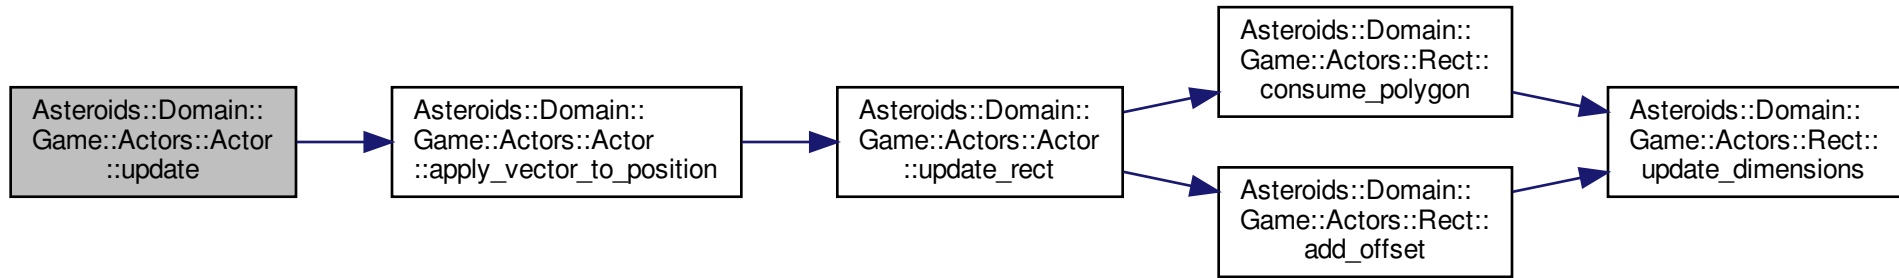 Asteroids::Domain::
Game::Actors::Actor
::update
Asteroids::Domain::
Game::Actors::Actor
::apply_vector_to_position
Asteroids::Domain::
Game::Actors::Actor
::update_rect
Asteroids::Domain::
Game::Actors::Rect::
consume_polygon
Asteroids::Domain::
Game::Actors::Rect::
add_offset
Asteroids::Domain::
Game::Actors::Rect::
update_dimensions